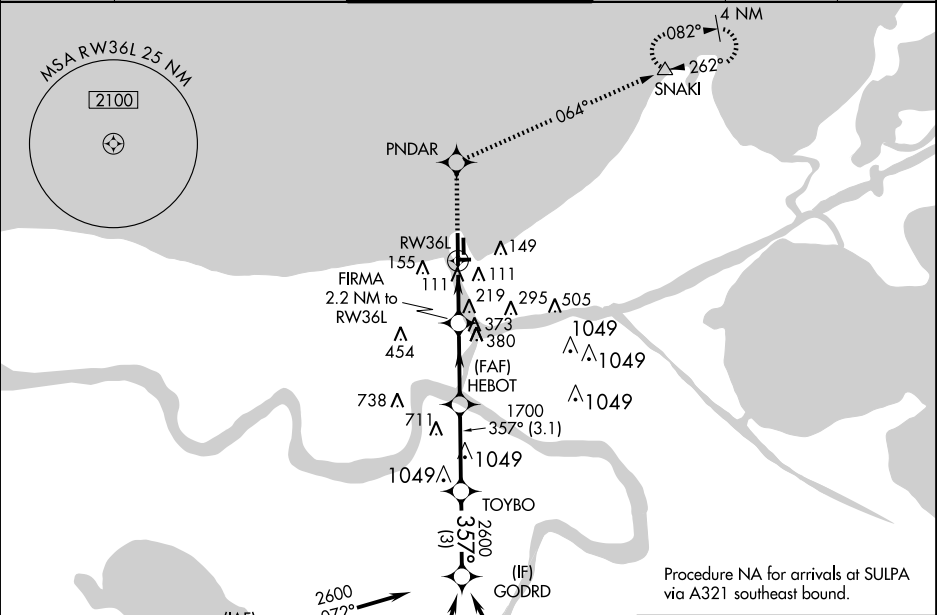 MSA RW36L 25 NM
2100
4 NM
082°
262°
SNAKI
064°
PNDAR
RW36L
149
155
111
111
FIRMA
2.2 NM to
RW36L
219
295
505
373
380
454
1049
1049
1049
(FAF)
HEBOT
738
711
1700
357° (3.1)
1049
1049
TOYBO
2600
357°
(3)
(IF)
GODRD
2600
072°
(IAF)
Procedure NA for arrivals at SULPA
via A321 southeast bound.